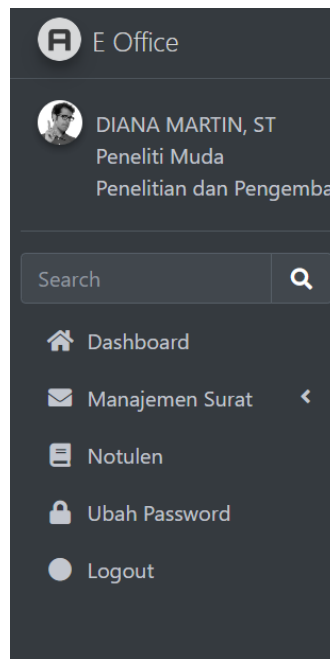 E Office
DIANA MARTIN, ST
Peneliti Muda
Penelitian dan Pengemba
Search
Dashboard
Manajemen Surat
Notulen
Ubah Password
Logout